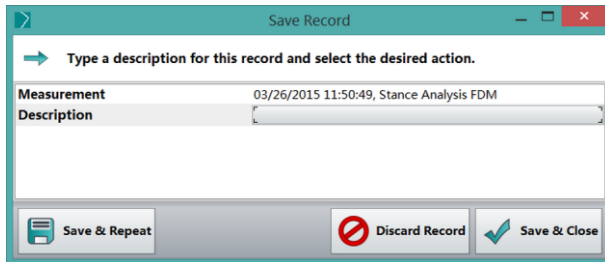 Save Record
Type a description for this record and select the desired action.
Measurement 03/26/2015 11:50:49, Stance Analysis FDM
Description
Save & Repeat Discard Record Save & Close